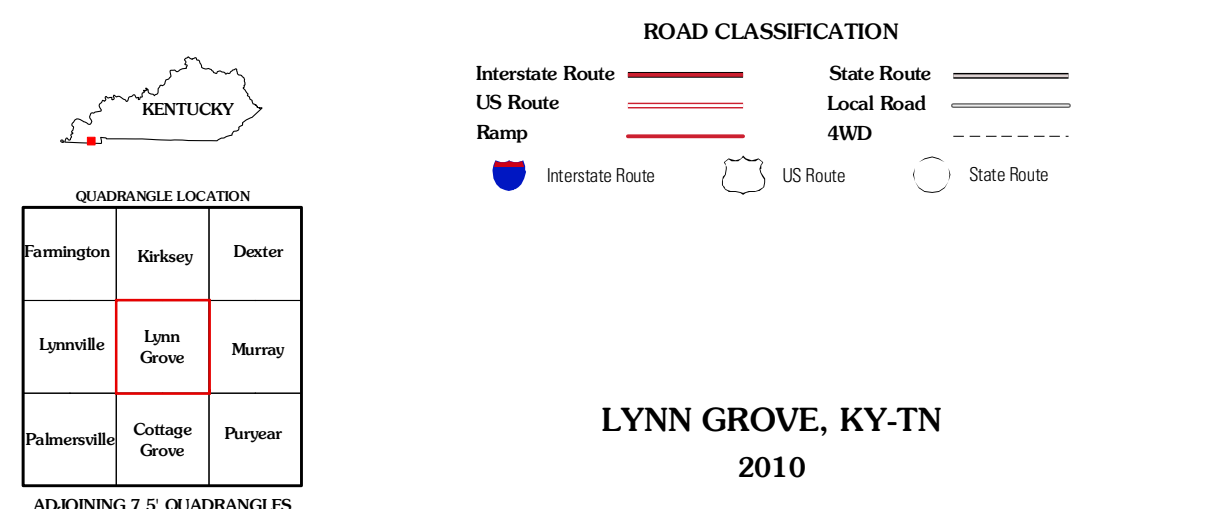 KENTUCKY
QUADRANGLE LOCATION
Farmington
Kirksey
Dexter
Lynnville
Lynn
Grove
Murray
Palmersville
Cottage
Grove
Puryear
ADJOINING 7.5' QUADRANGLES
ROAD CLASSIFICATION
Interstate Route
State Route
US Route
Local Road
Ramp
4WD
Interstate Route
US Route
State Route
LYNN GROVE, KY-TN
2010